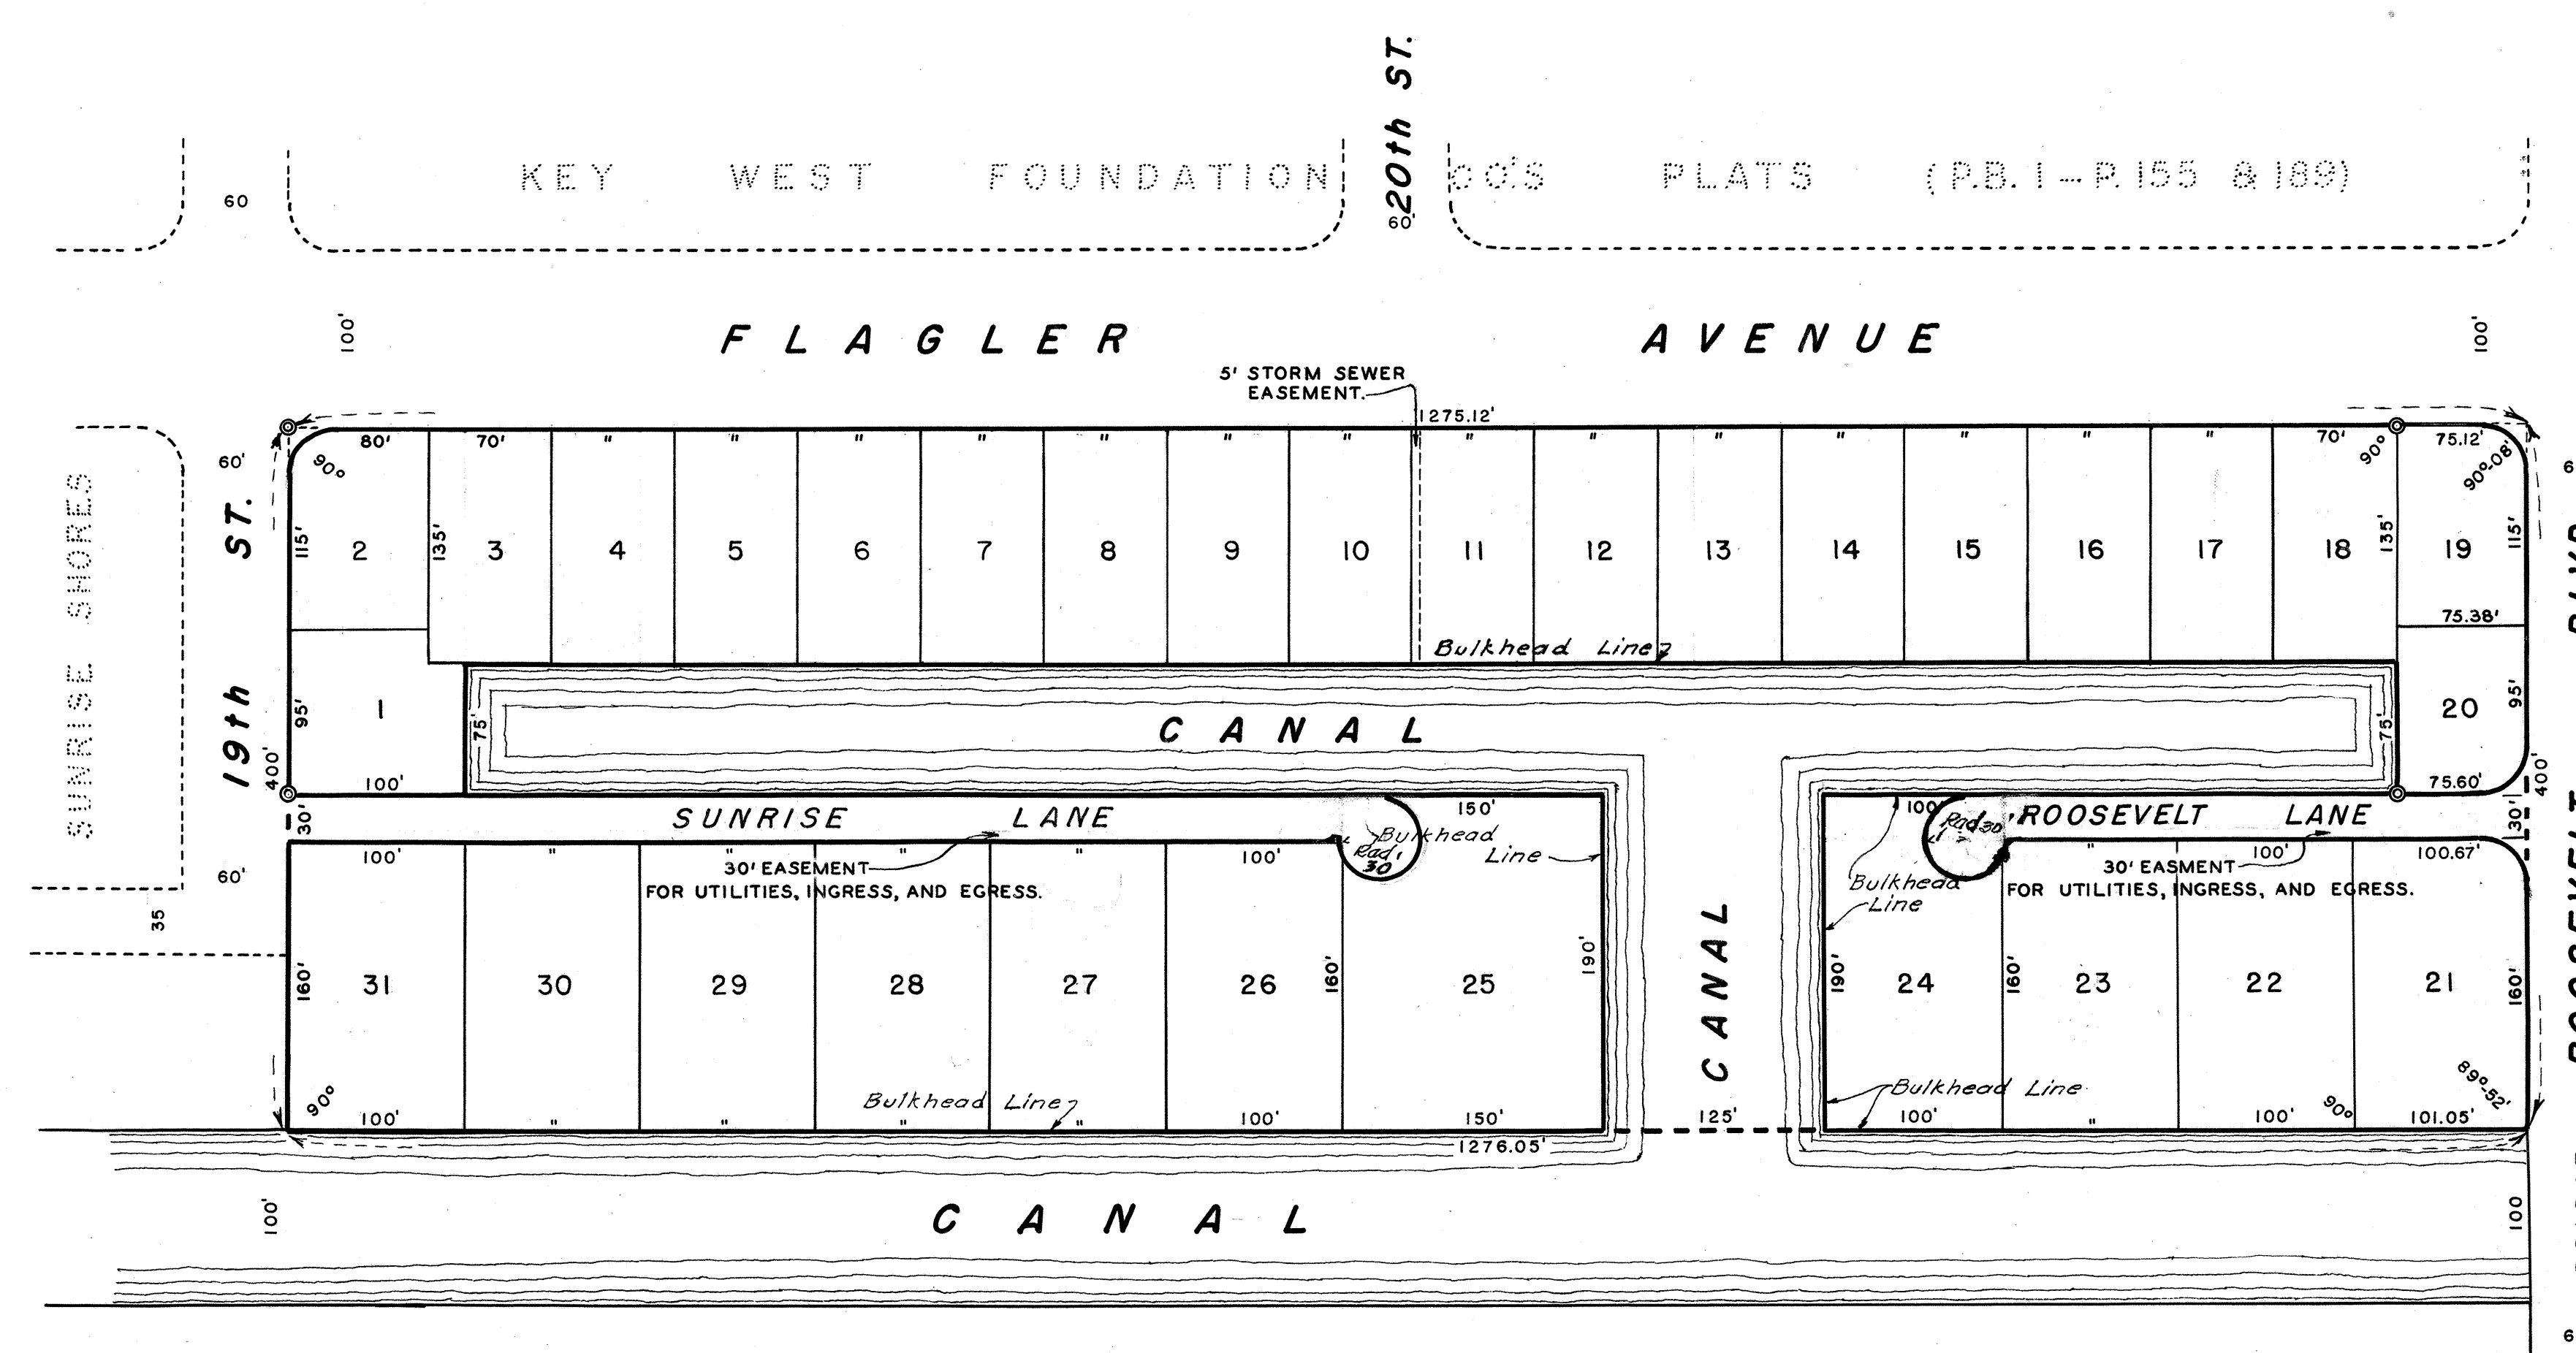 20th ST.
60'
KEY WEST FOUNDATION CO'S PLATS (P.B. 1 - P. 155 & 189)
60
100'
FLAGLER AVENUE
100'
5' STORM SEWER
EASEMENT.
1275.12'
80' 70' " " " " " " " " " " " " " " 70' 75.12'
90° 90° 90°-08'
60'
SUNRISE SHORES
19th ST.
115' 2 135' 3 4 5 6 7 8 9 10 11 12 13 14 15 16 17 18 135' 19 115'
75.38'
Bulkhead Line
95' 1 75' CANAL 75' 20 95'
400' 100' 75.60' 400'
30' SUNRISE LANE 150' 100' ROOSEVELT LANE 30'
Bulkhead
Line
Rad.
30'
Rad 30'
100' " " " " 100' " 100' 100.67'
30' EASEMENT
FOR UTILITIES, INGRESS, AND EGRESS.
30' EASMENT
FOR UTILITIES, INGRESS, AND EGRESS.
Bulkhead
Line
60'
35
160' 31 30 29 28 27 26 160' 25 190' CANAL 190' 24 160' 23 22 21 160'
90° Bulkhead Line Bulkhead Line 90° 89°-52'
100' " " " " 100' 150' 125' 100' " 100' 101.05'
1276.05'
100' CANAL 100
ROOSEVELT BLVD.